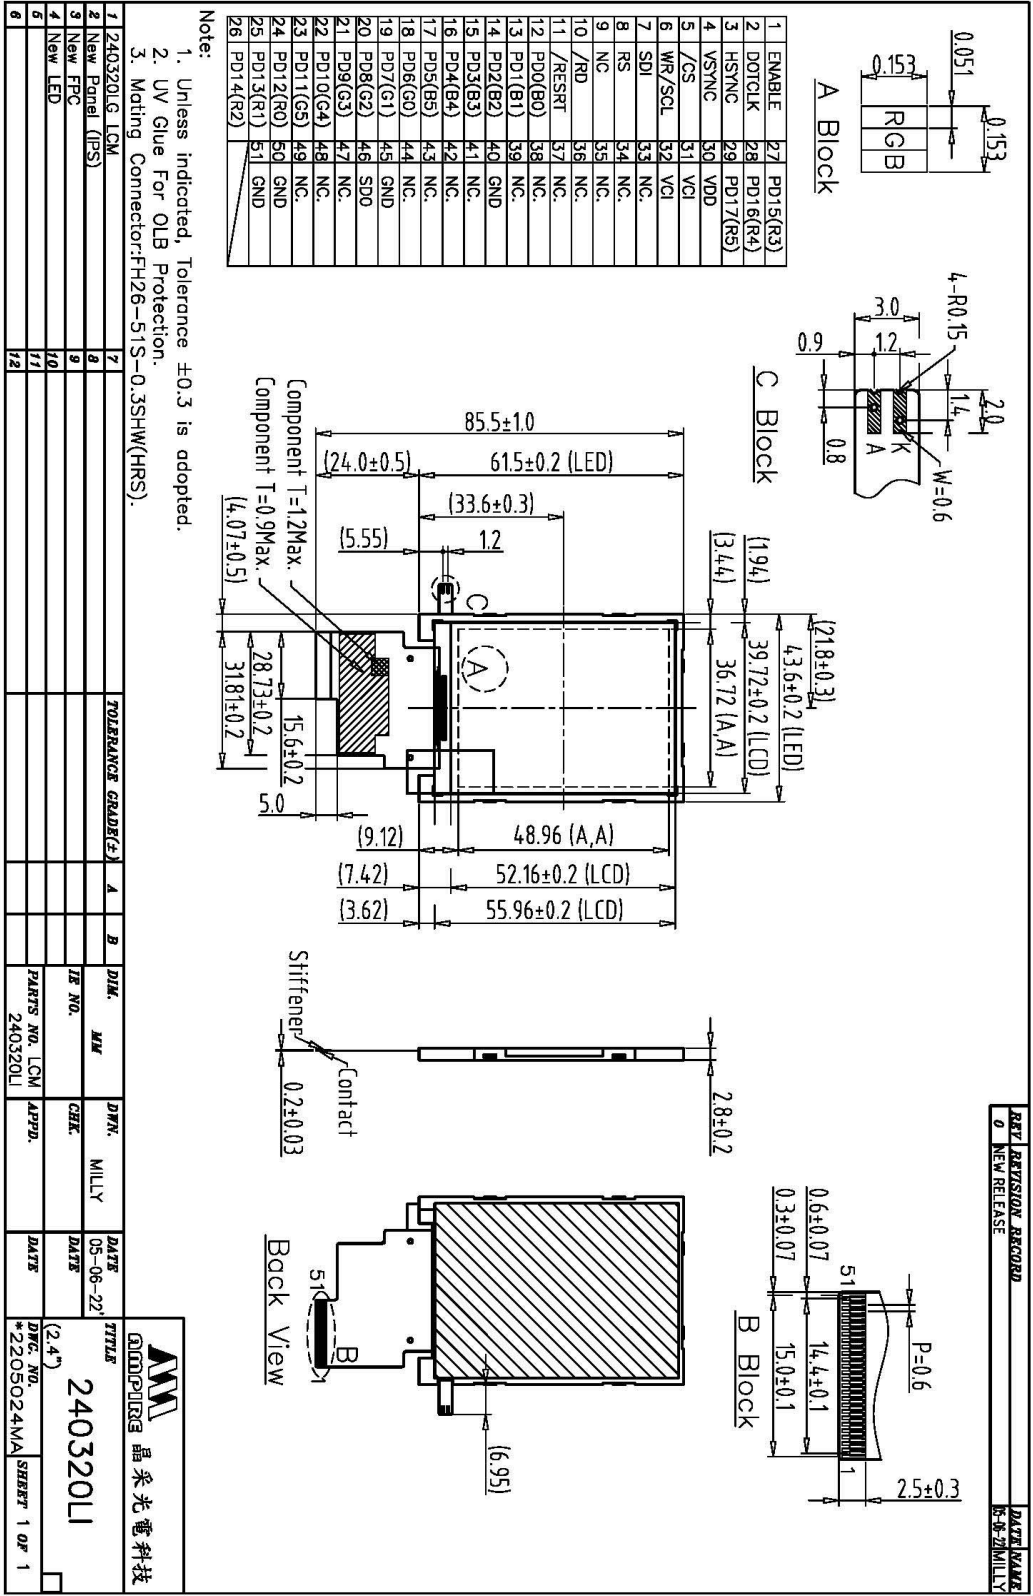 REV REVISION RECORD DATE NAME
0 NEW RELEASE 05-06-22' MILLY
0.051
0.153
0.153
R G B
A Block
4-R0.15
3.0
1.2
0.9
2.0
1.4
0.8
K
A
W=0.6
C Block
P=0.6
51
1
2.5±0.3
0.6±0.07
0.3±0.07
14.4±0.1
15.0±0.1
B Block
1 ENABLE 27 PD15(R3)
2 DOTCLK 28 PD16(R4)
3 HSYNC 29 PD17(R5)
4 VSYNC 30 VDD
5 /CS 31 VCI
6 WR/SCL 32 VCI
7 SDI 33 NC.
8 RS 34 NC.
9 NC 35 NC.
10 /RD 36 NC.
11 /RESRT 37 NC.
12 PD0(B0) 38 NC.
13 PD1(B1) 39 NC.
14 PD2(B2) 40 GND
15 PD3(B3) 41 NC.
16 PD4(B4) 42 NC.
17 PD5(B5) 43 NC.
18 PD6(G0) 44 NC.
19 PD7(G1) 45 GND
20 PD8(G2) 46 SDO
21 PD9(G3) 47 NC.
22 PD10(G4) 48 NC.
23 PD11(G5) 49 NC.
24 PD12(R0) 50 GND
25 PD13(R1) 51 GND
26 PD14(R2)
(21.8±0.3)
43.6±0.2 (LED)
(1.94)
39.72±0.2 (LCD)
(3.44)
36.72 (A,A)
85.5±1.0
(24.0±0.5)
61.5±0.2 (LED)
(33.6±0.3)
(5.55)
1.2
C
A
48.96 (A,A)
(9.12)
52.16±0.2 (LCD)
(7.42)
55.96±0.2 (LCD)
(3.62)
Component T=1.2Max.
Component T=0.9Max.
(4.07±0.5)
15.6±0.2
28.73±0.2
31.81±0.2
5.0
2.8±0.2
Stiffener
Contact
0.2±0.03
(6.95)
51
B
1
Back View
Note:
1. Unless indicated, Tolerance ±0.3 is adopted.
2. UV Glue For OLB Protection.
3. Mating Connector:FH26-51S-0.3SHW(HRS).
1 240320LG LCM 7 TOLERANCE GRADE(±) A B
2 New Panel (IPS) 8
3 New FPC 9
4 New LED 10
5 11
6 12
DIM. MM
DWN. MILLY
DATE 05-06-22'
IE NO.
CHK.
DATE
PARTS NO. LCM 240320LI
APPD.
DATE
AMPIRE 晶采光電科技
TITLE
240320LI
(2.4")
DWG. NO.
*2205024MA
SHEET 1 OF 1